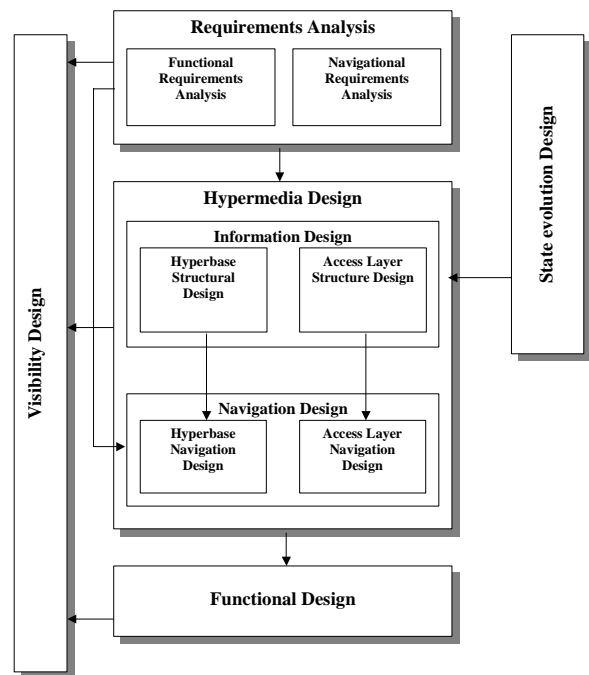 Requirements Analysis
Functional
Requirements
Analysis
Navigational
Requirements
Analysis
Hypermedia Design
Information Design
Hyperbase
Structural
Design
Access Layer
Structure Design
Navigation Design
Hyperbase
Navigation
Design
Access Layer
Navigation
Design
Functional Design
Visibility Design
State evolution Design